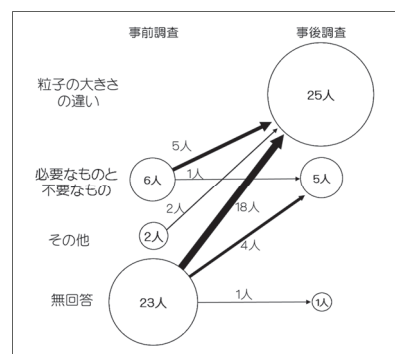 事前調査 事後調査
粒子の大きさ
の違い
25人
5人
必要なものと
不要なもの
6人 1人 5人
2人
その他 2人 18人
4人
無回答 23人 1人 1人